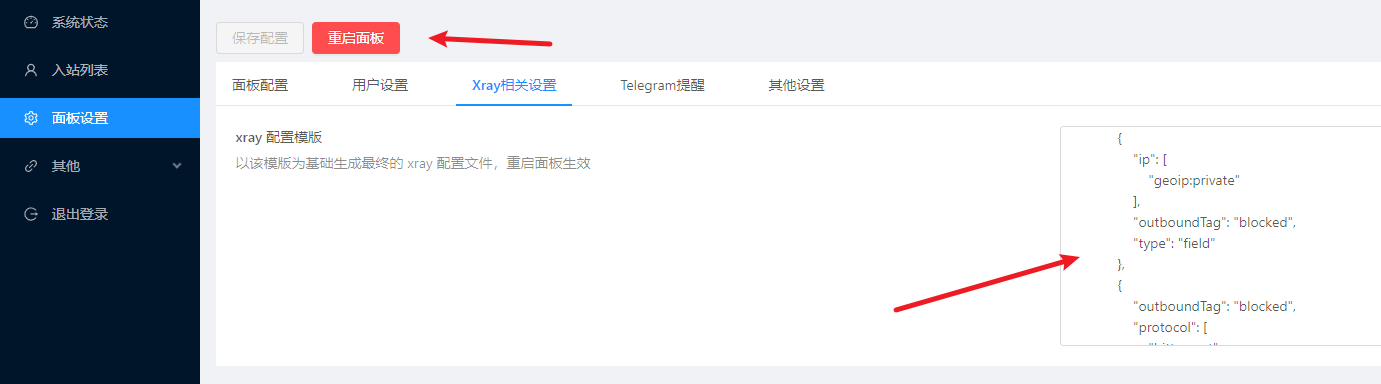 系统状态
入站列表
面板设置
其他
退出登录
保存配置
重启面板
面板配置
用户设置
Xray相关设置
Telegram提醒
其他设置
xray 配置模版
以该模版为基础生成最终的 xray 配置文件，重启面板生效
{
"ip": [
"geoip:private"
],
"outboundTag": "blocked",
"type": "field"
},
{
"outboundTag": "blocked",
"protocol": [